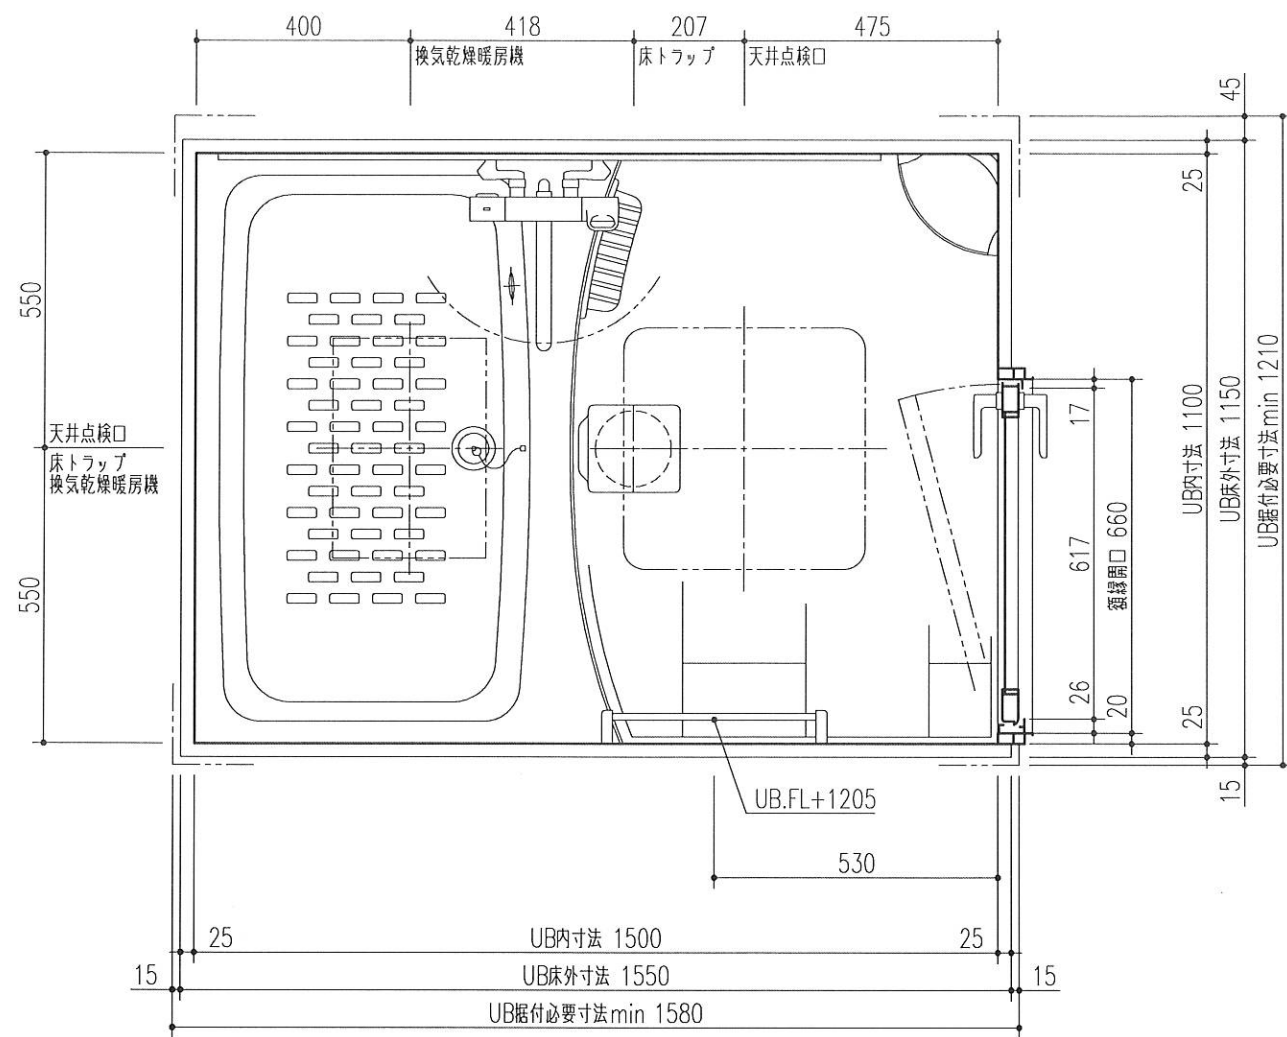 400
418
207
475
換気乾燥暖房機
床トラップ
天井点検口
45
25
550
天井点検口
床トラップ
換気乾燥暖房機
550
17
617
26
20
額縁開口 660
UB内寸法 1100
UB床外寸法 1150
UB据付必要寸法min 1210
25
15
UB.FL+1205
530
25
UB内寸法 1500
25
15
UB床外寸法 1550
15
UB据付必要寸法min 1580